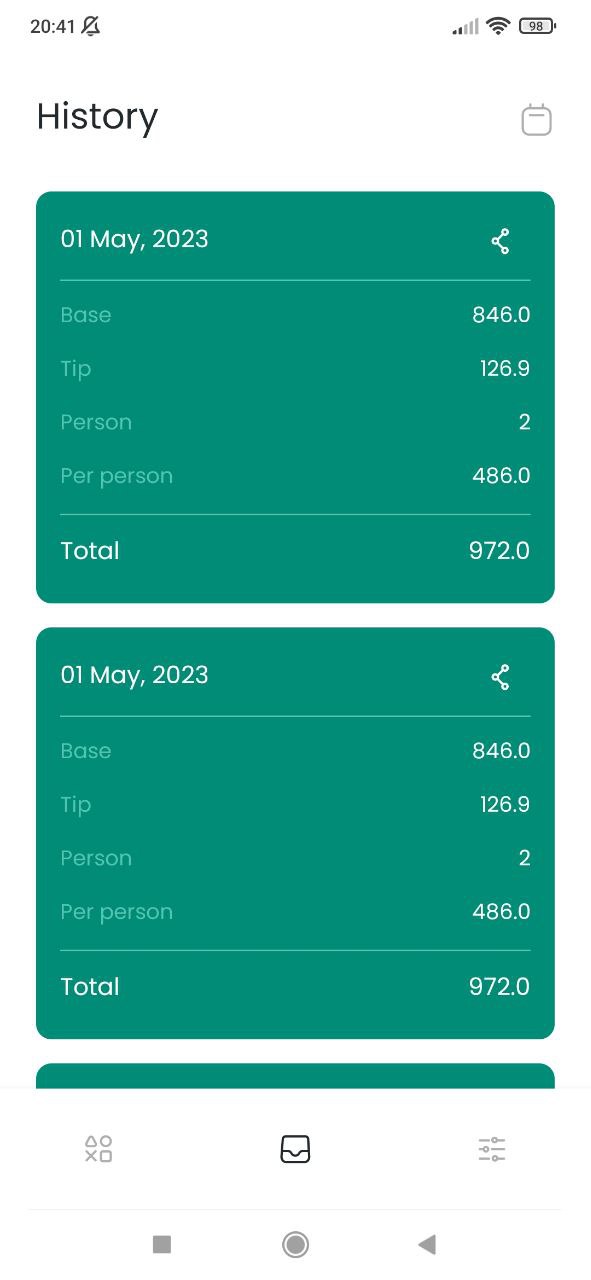 20:41 98
History
01 May, 2023
Base 846.0
Tip 126.9
Person 2
Per person 486.0
Total 972.0
01 May, 2023
Base 846.0
Tip 126.9
Person 2
Per person 486.0
Total 972.0